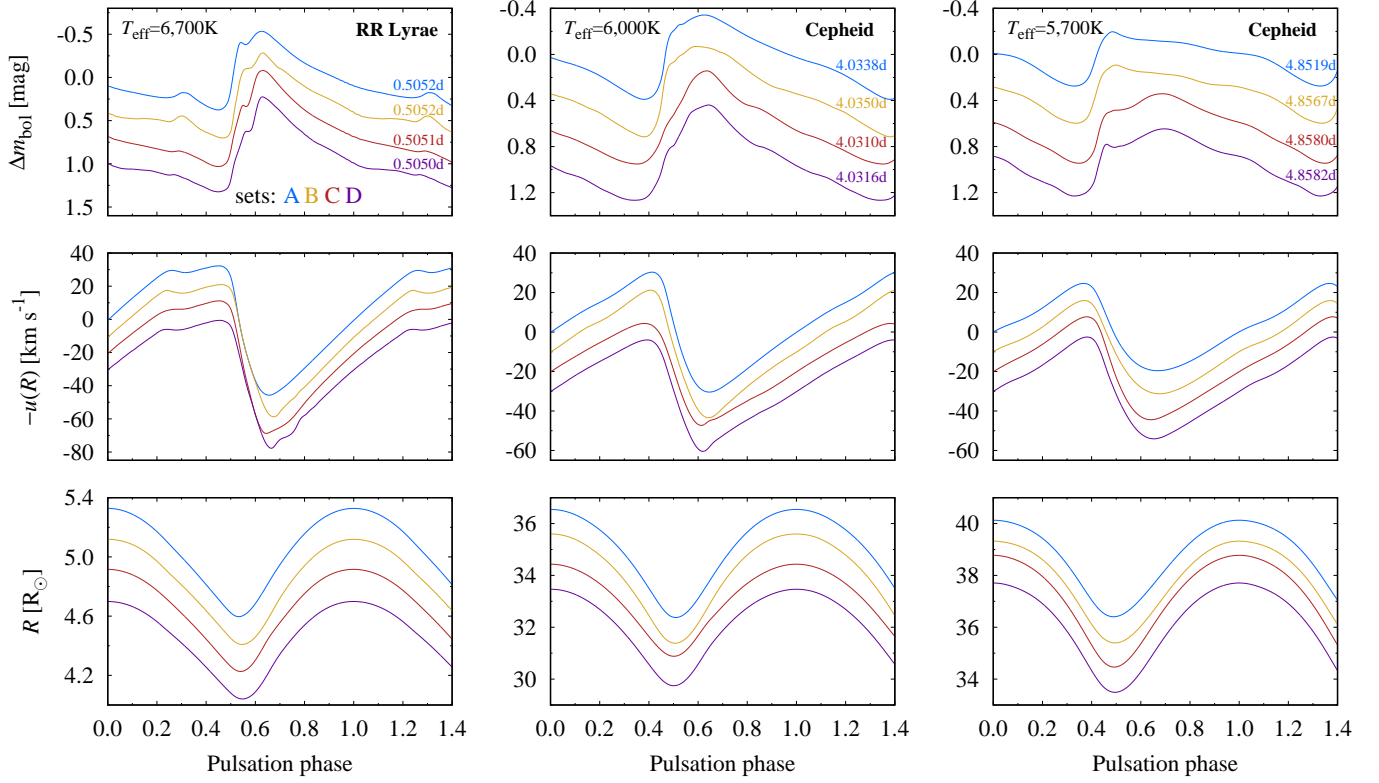 -0.5
0.0
0.5
1.0
1.5
Δm_bol [mag]
T_eff=6,700K
RR Lyrae
0.5052d
0.5052d
0.5051d
0.5050d
sets: A B C D
-0.4
0.0
0.4
0.8
1.2
T_eff=6,000K
Cepheid
4.0338d
4.0350d
4.0310d
4.0316d
-0.4
0.0
0.4
0.8
1.2
T_eff=5,700K
Cepheid
4.8519d
4.8567d
4.8580d
4.8582d
40
20
0
-20
-40
-60
-80
−u(R) [km s⁻¹]
40
20
0
-20
-40
-60
40
20
0
-20
-40
-60
5.4
5.0
4.6
4.2
R [R☉]
0.0 0.2 0.4 0.6 0.8 1.0 1.2 1.4
Pulsation phase
36
34
32
30
0.0 0.2 0.4 0.6 0.8 1.0 1.2 1.4
Pulsation phase
40
38
36
34
33
0.0 0.2 0.4 0.6 0.8 1.0 1.2 1.4
Pulsation phase